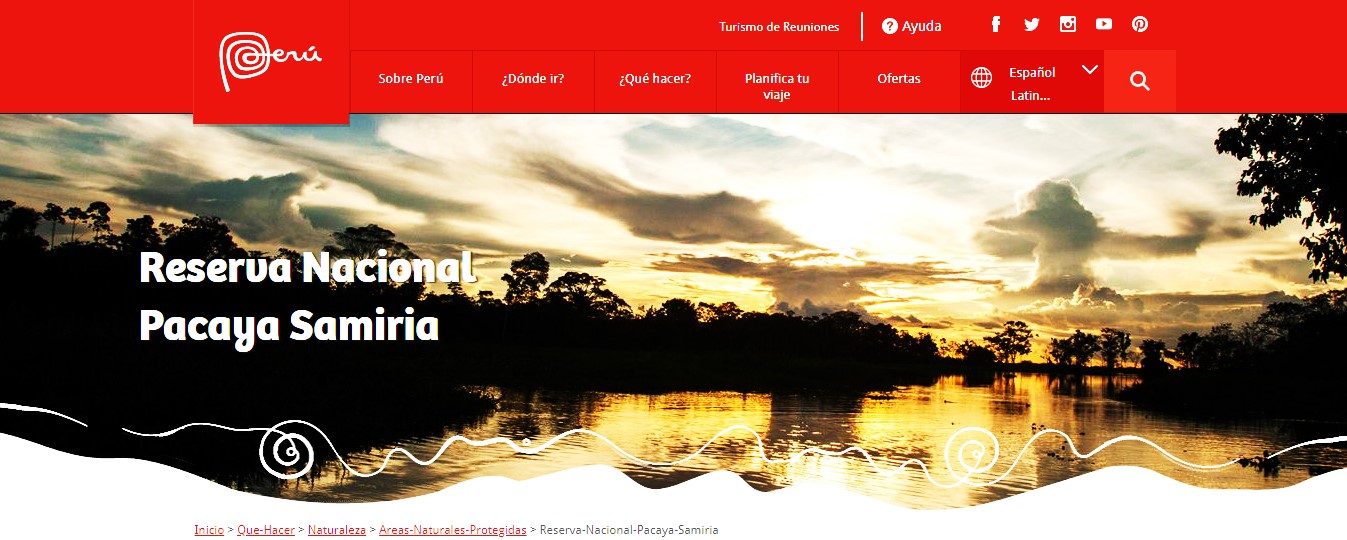 Perú
Turismo de Reuniones
Ayuda
Sobre Perú
¿Dónde ir?
¿Qué hacer?
Planifica tu
viaje
Ofertas
Español
Latin...
Reserva Nacional
Pacaya Samiria
Inicio > Que-Hacer > Naturaleza > Areas-Naturales-Protegidas > Reserva-Nacional-Pacaya-Samiria